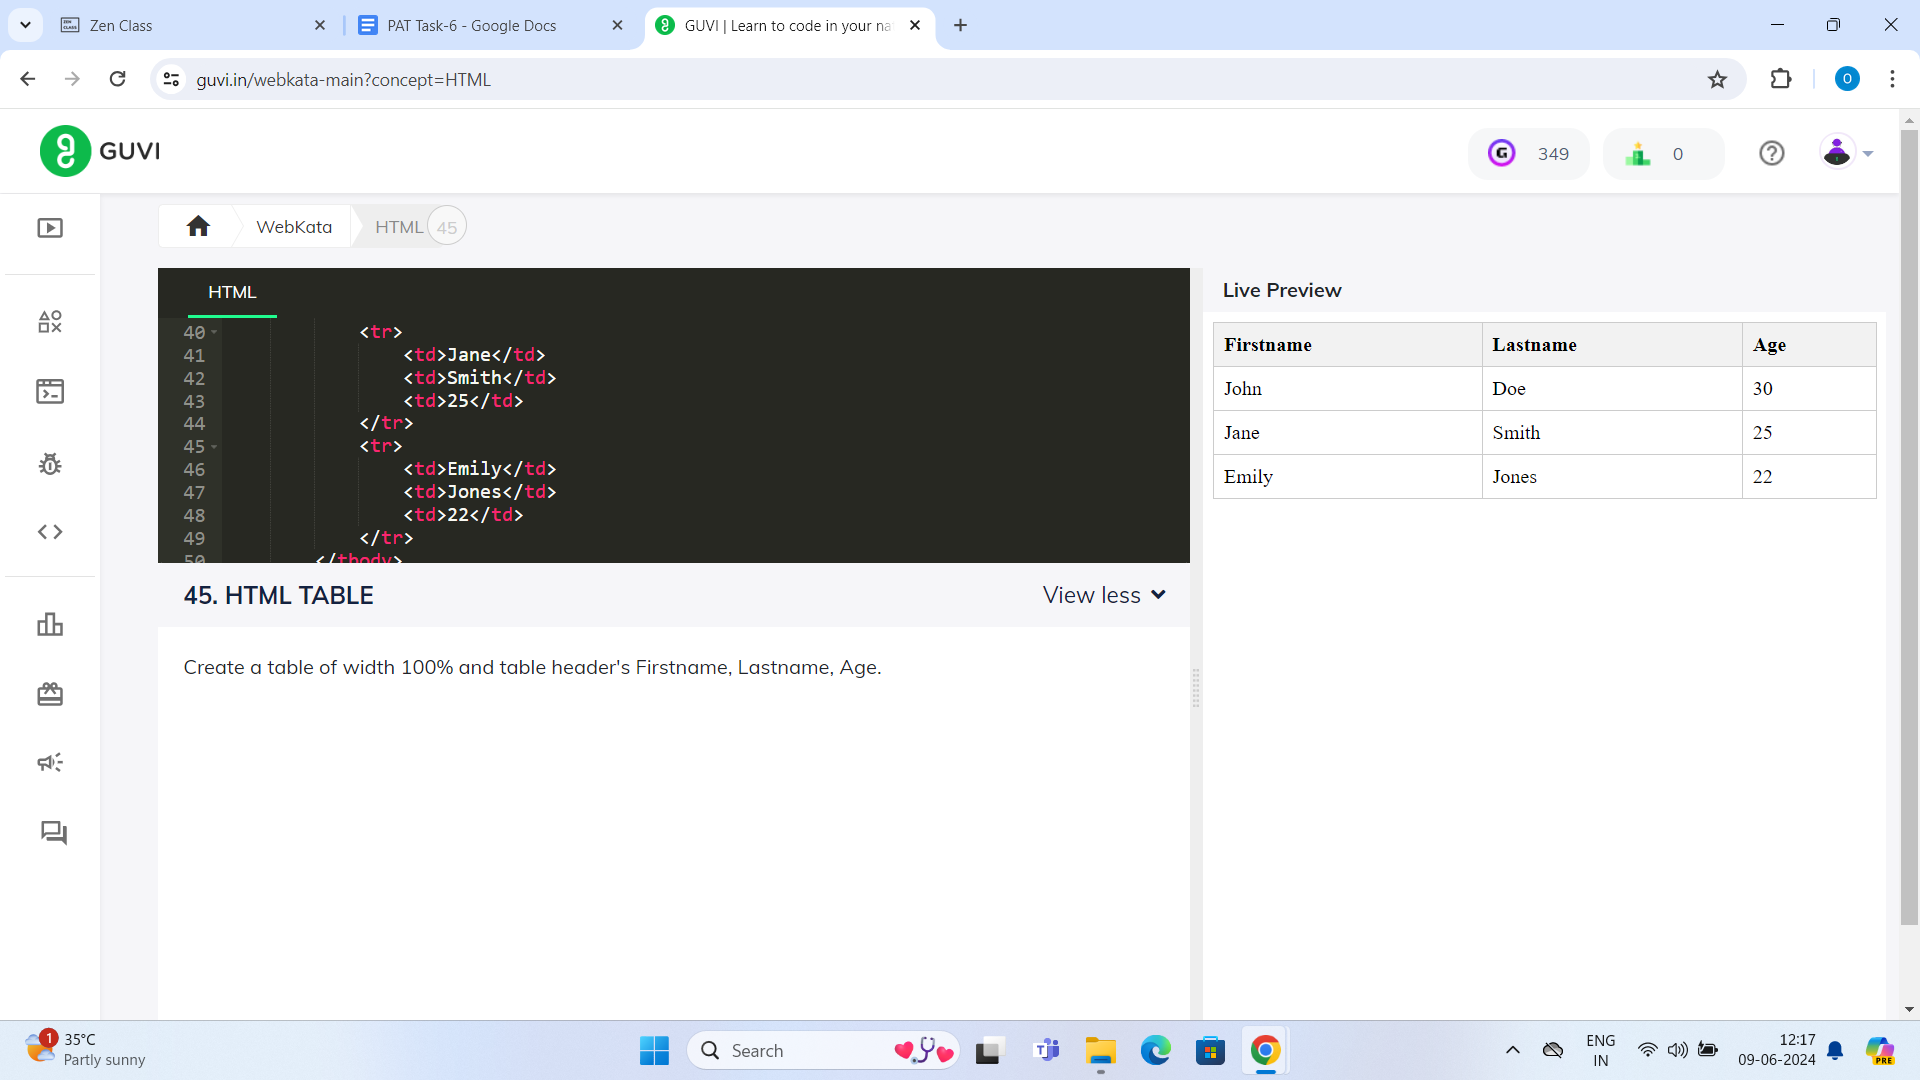 Zen Class
PAT Task-6 - Google Docs
GUVI | Learn to code in your na
guvi.in/webkata-main?concept=HTML
O
GUVI
G 349
0
WebKata
HTML 45
HTML
Live Preview
40 <tr>
41 <td>Jane</td>
42 <td>Smith</td>
43 <td>25</td>
44 </tr>
45 <tr>
46 <td>Emily</td>
47 <td>Jones</td>
48 <td>22</td>
49 </tr>
50 </tbody>
Firstname Lastname Age
John Doe 30
Jane Smith 25
Emily Jones 22
45. HTML TABLE
View less
Create a table of width 100% and table header's Firstname, Lastname, Age.
1
35°C
Partly sunny
Search
ENG
IN
12:17
09-06-2024
PRE